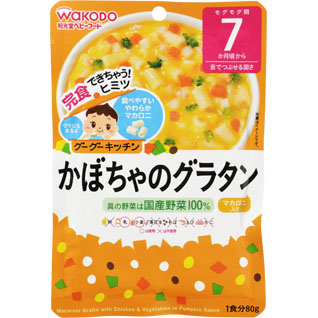 WAKODO
和光堂ベビーフード
モグモグ期
7
か月頃から
舌でつぶせる固さ
完食
できちゃう!
ヒミツ
食べやすい
やわらか
マカロニ
グーグーキッチン
かぼちゃのグラタン
具の野菜は国産野菜100%
マカロニ
入り
Macaroni Gratin with Chicken & Vegetables in Pumpkin Sauce
1食分80g